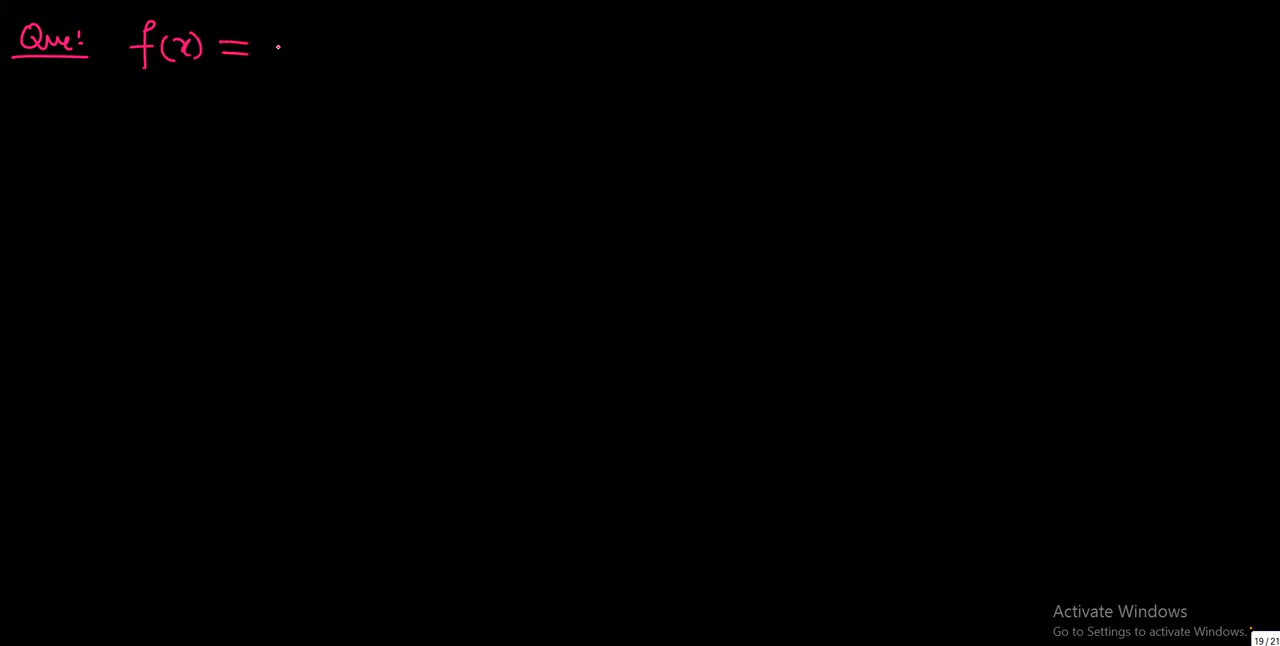 Que: f(x) =
Activate Windows
Go to Settings to activate Windows.
19 / 21